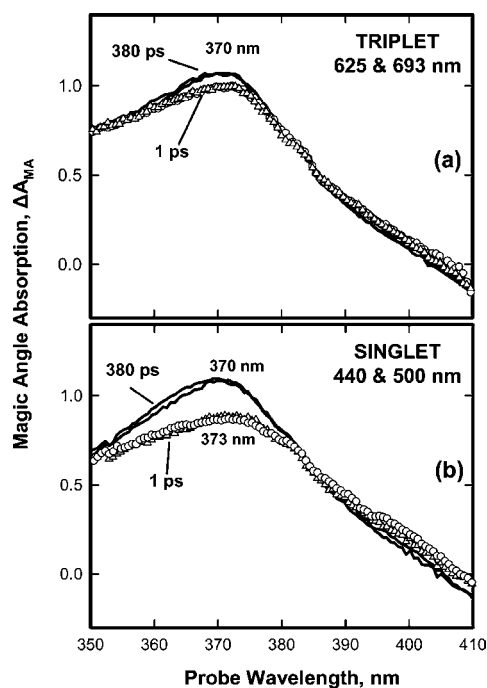 380 ps
370 nm
TRIPLET
625 & 693 nm
1.0
1 ps
(a)
0.5
0.0
Magic Angle Absorption, ΔA_MA
380 ps
370 nm
SINGLET
440 & 500 nm
1.0
373 nm
1 ps
(b)
0.5
0.0
350 360 370 380 390 400 410
Probe Wavelength, nm